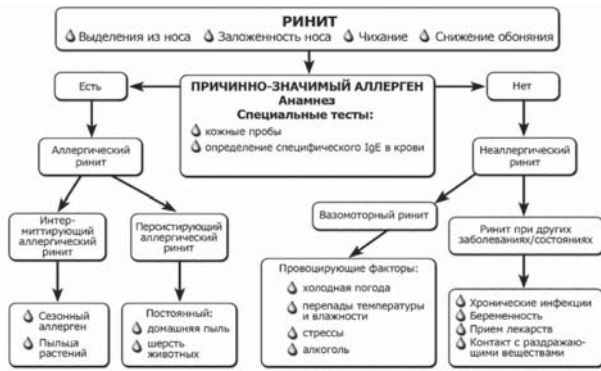 РИНИТ
Выделения из носа Заложенность носа Чихание Снижение обоняния
Есть
ПРИЧИННО-ЗНАЧИМЫЙ АЛЛЕРГЕН
Анамнез
Специальные тесты:
кожные пробы
определение специфического IgE в крови
Нет
Аллергический
ринит
Неаллергический
ринит
Интер-
миттирующий
аллергический
ринит
Персистирующий
аллергический
ринит
Вазомоторный ринит
Ринит при других
заболеваниях/состояниях
Сезонный
аллерген
Пыльца
растений
Постоянный:
домашняя пыль
шерсть
животных
Провоцирующие факторы:
холодная погода
перепады температуры
и влажности
стрессы
алкоголь
Хронические инфекции
Беременность
Прием лекарств
Контакт с раздражаю-
щими веществами